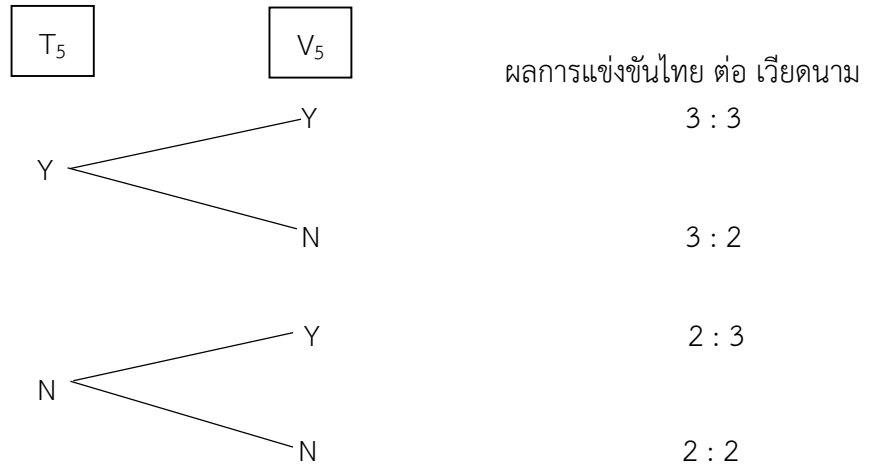 T₅ V₅
ผลการแข่งขันไทย ต่อ เวียดนาม
Y 3 : 3
Y
N 3 : 2
Y 2 : 3
N
N 2 : 2